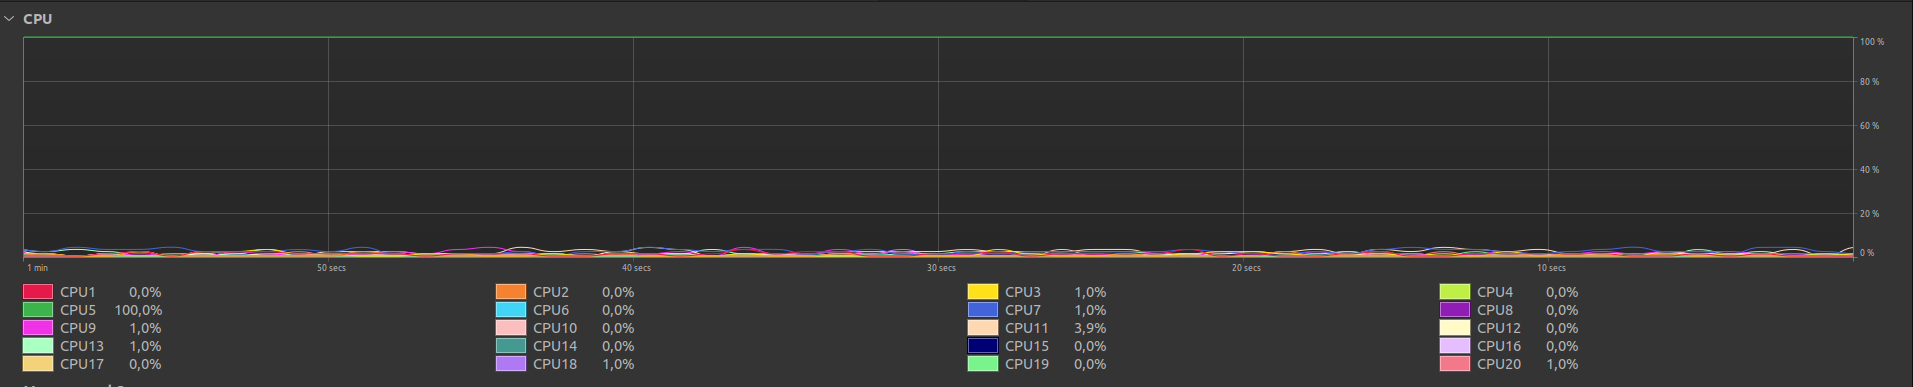 CPU
100 %
80 %
60 %
40 %
20 %
0 %
1 min 50 secs 40 secs 30 secs 20 secs 10 secs
CPU1 0,0% CPU2 0,0% CPU3 1,0% CPU4 0,0%
CPU5 100,0% CPU6 0,0% CPU7 1,0% CPU8 0,0%
CPU9 1,0% CPU10 0,0% CPU11 3,9% CPU12 0,0%
CPU13 1,0% CPU14 0,0% CPU15 0,0% CPU16 0,0%
CPU17 0,0% CPU18 1,0% CPU19 0,0% CPU20 1,0%